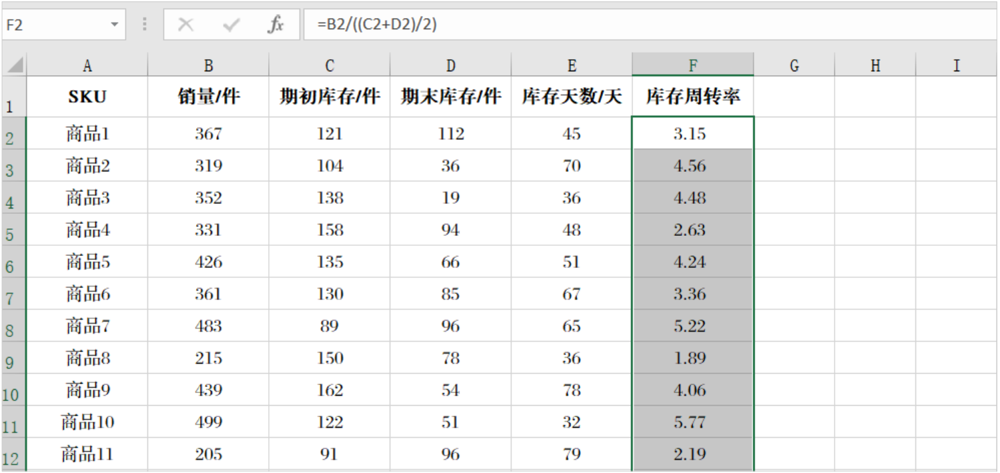 F2 fx =B2/((C2+D2)/2)
A B C D E F G H I
1 SKU 销量/件 期初库存/件 期末库存/件 库存天数/天 库存周转率
2 商品1 367 121 112 45 3.15
3 商品2 319 104 36 70 4.56
4 商品3 352 138 19 36 4.48
5 商品4 331 158 94 48 2.63
6 商品5 426 135 66 51 4.24
7 商品6 361 130 85 67 3.36
8 商品7 483 89 96 65 5.22
9 商品8 215 150 78 36 1.89
10 商品9 439 162 54 78 4.06
11 商品10 499 122 51 32 5.77
12 商品11 205 91 96 79 2.19